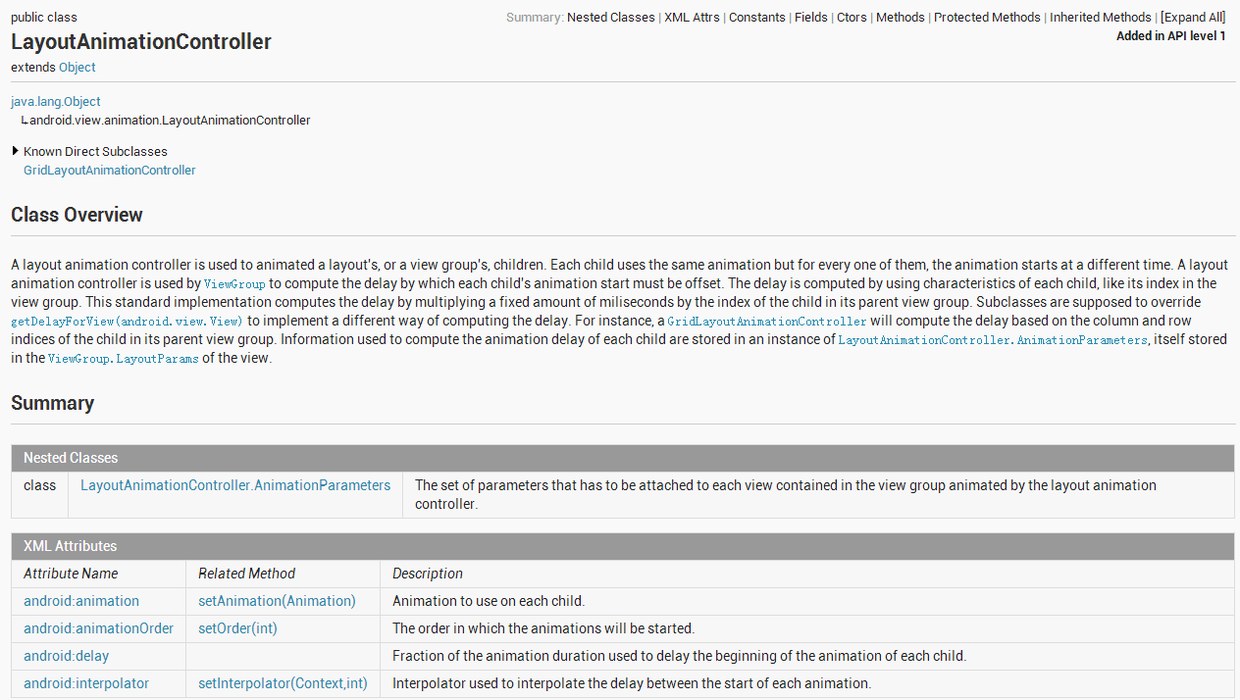 public class
Summary: Nested Classes | XML Attrs | Constants | Fields | Ctors | Methods | Protected Methods | Inherited Methods | [Expand All]
LayoutAnimationController
Added in API level 1
extends Object
java.lang.Object
↳android.view.animation.LayoutAnimationController
Known Direct Subclasses
GridLayoutAnimationController
Class Overview
A layout animation controller is used to animated a layout's, or a view group's, children. Each child uses the same animation but for every one of them, the animation starts at a different time. A layout
animation controller is used by ViewGroup to compute the delay by which each child's animation start must be offset. The delay is computed by using characteristics of each child, like its index in the
view group. This standard implementation computes the delay by multiplying a fixed amount of miliseconds by the index of the child in its parent view group. Subclasses are supposed to override
getDelayForView(android.view.View) to implement a different way of computing the delay. For instance, a GridLayoutAnimationController will compute the delay based on the column and row
indices of the child in its parent view group. Information used to compute the animation delay of each child are stored in an instance of LayoutAnimationController.AnimationParameters, itself stored
in the ViewGroup.LayoutParams of the view.
Summary
Nested Classes
class LayoutAnimationController.AnimationParameters The set of parameters that has to be attached to each view contained in the view group animated by the layout animation
controller.
XML Attributes
Attribute Name Related Method Description
android:animation setAnimation(Animation) Animation to use on each child.
android:animationOrder setOrder(int) The order in which the animations will be started.
android:delay Fraction of the animation duration used to delay the beginning of the animation of each child.
android:interpolator setInterpolator(Context,int) Interpolator used to interpolate the delay between the start of each animation.